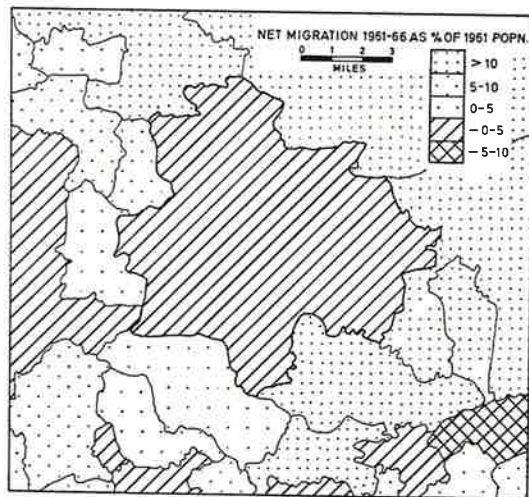 NET MIGRATION 1961-66 AS % OF 1961 POPN.
0 1 2 3
MILES
> 10
5-10
0-5
-0-5
-5-10